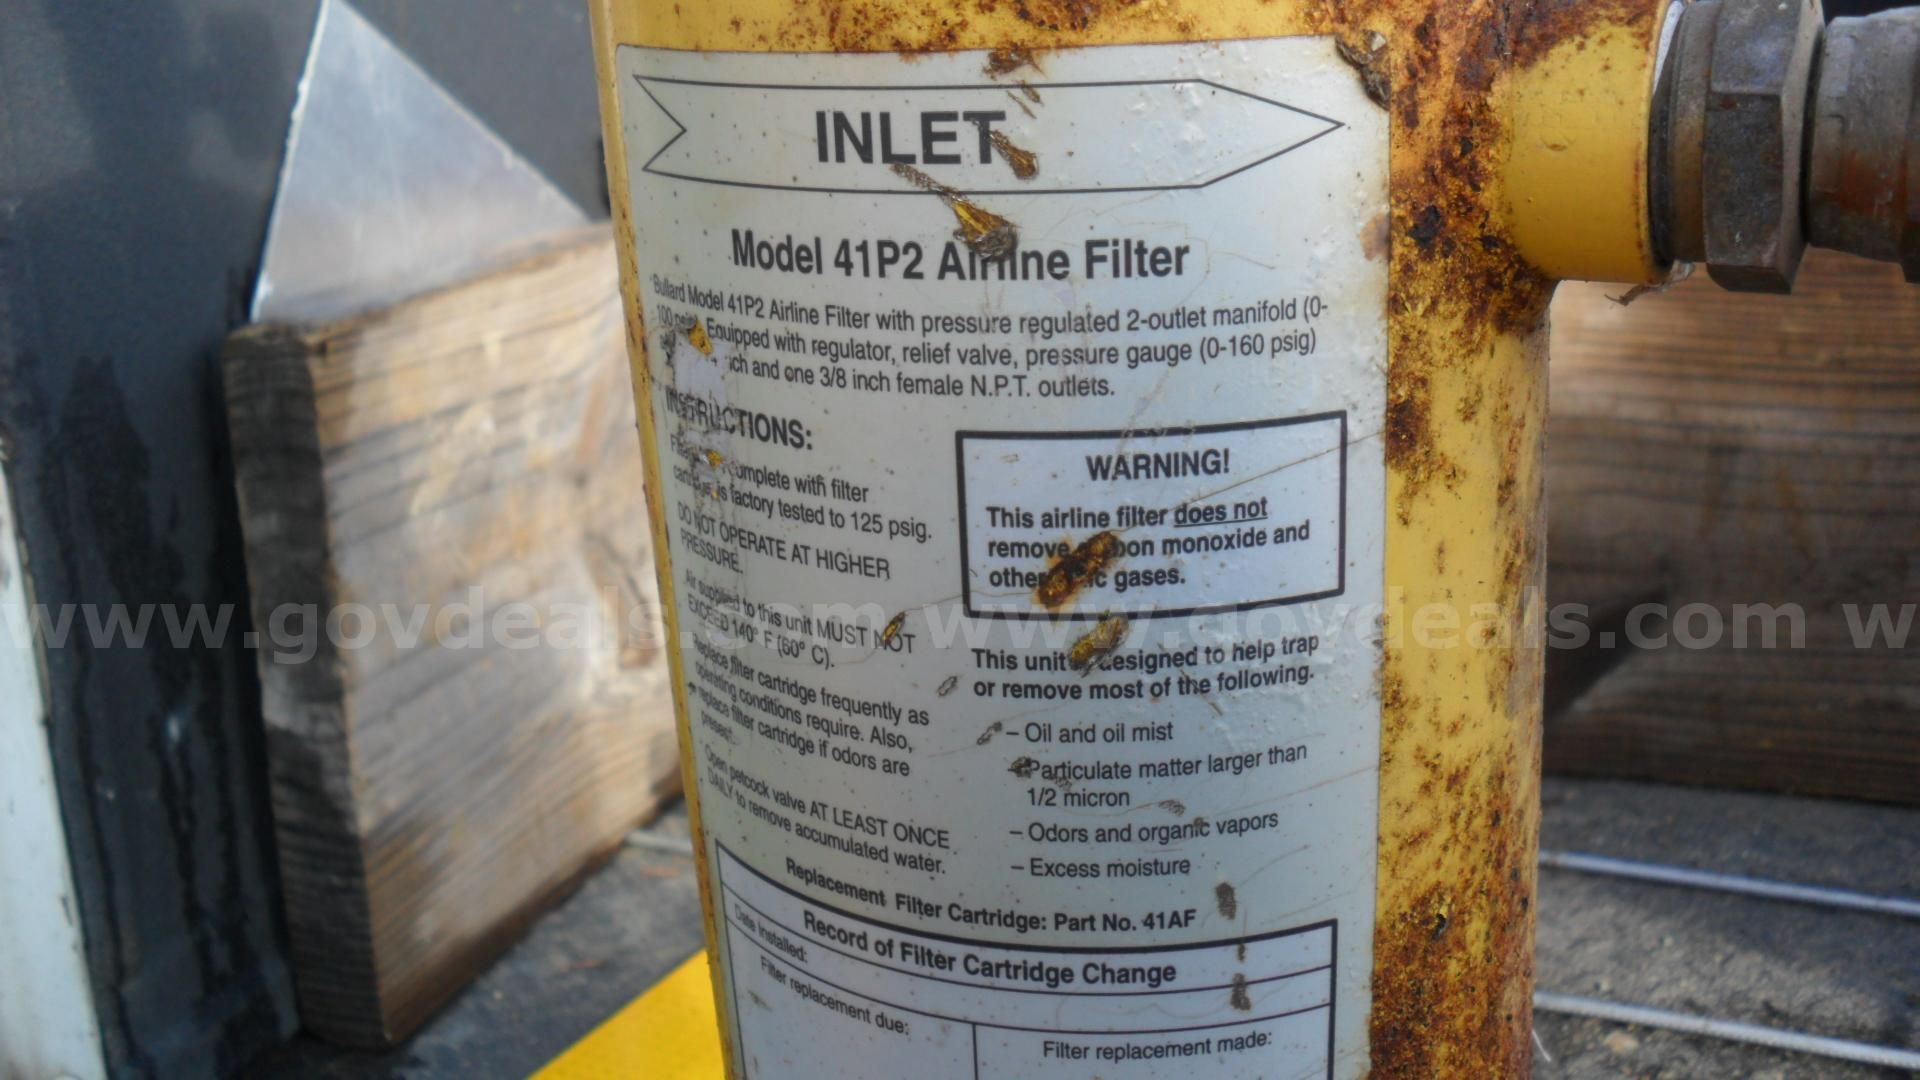 INLET
Model 41P2 Airline Filter
Bullard Model 41P2 Airline Filter with pressure regulated 2-outlet manifold (0-
100 psig). Equipped with regulator, relief valve, pressure gauge (0-160 psig)
and one 3/8 inch female N.P.T. outlets.
INSTRUCTIONS:
complete with filter
cartridge is factory tested to 125 psig.
DO NOT OPERATE AT HIGHER
PRESSURE.
Air supplied to this unit MUST NOT
EXCEED 140° F (60° C).
Replace filter cartridge frequently as
operating conditions require. Also,
replace filter cartridge if odors are
present.
Open petcock valve AT LEAST ONCE
DAILY to remove accumulated water.
WARNING!
This airline filter does not
remove carbon monoxide and
other toxic gases.
This unit is designed to help trap
or remove most of the following.
– Oil and oil mist
– Particulate matter larger than
1/2 micron
– Odors and organic vapors
– Excess moisture
Replacement Filter Cartridge: Part No. 41AF
Record of Filter Cartridge Change
Date Installed:
Filter replacement due:
Filter replacement made:
www.govdeals.com www.govdeals.com w